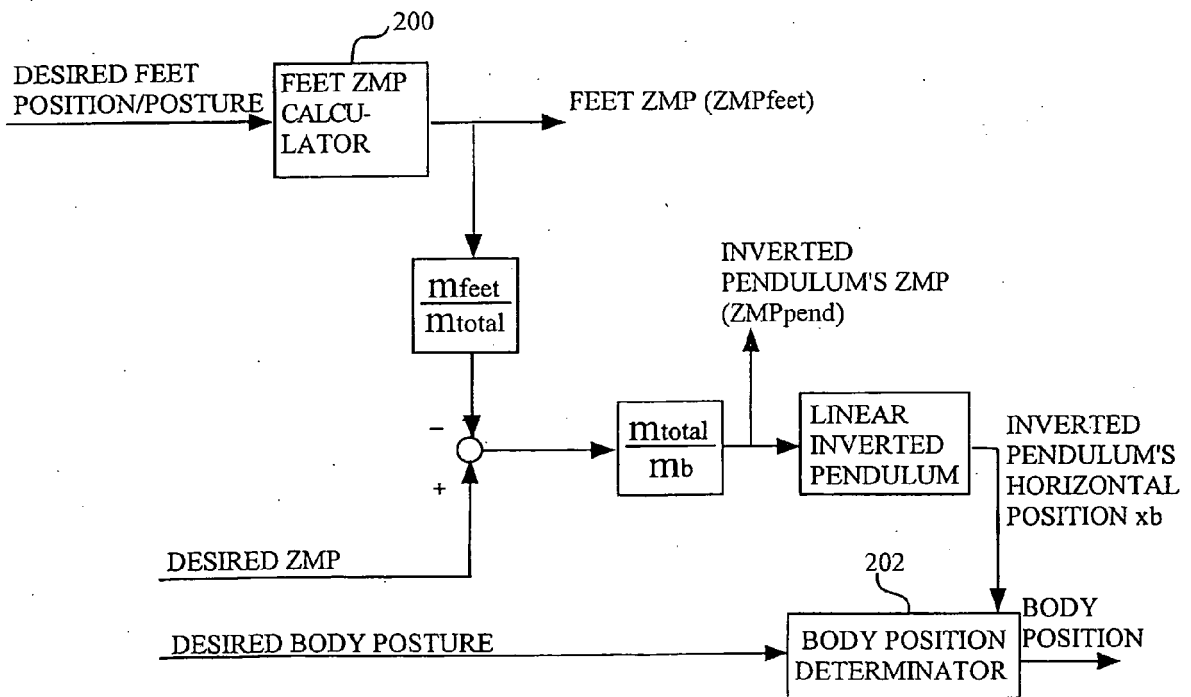 200
DESIRED FEET
POSITION/POSTURE
FEET ZMP
CALCU-
LATOR
FEET ZMP (ZMPfeet)
mfeet
mtotal
INVERTED
PENDULUM'S ZMP
(ZMPpend)
−
+
mtotal
mb
LINEAR
INVERTED
PENDULUM
INVERTED
PENDULUM'S
HORIZONTAL
POSITION xb
DESIRED ZMP
202
DESIRED BODY POSTURE
BODY POSITION
DETERMINATOR
BODY
POSITION